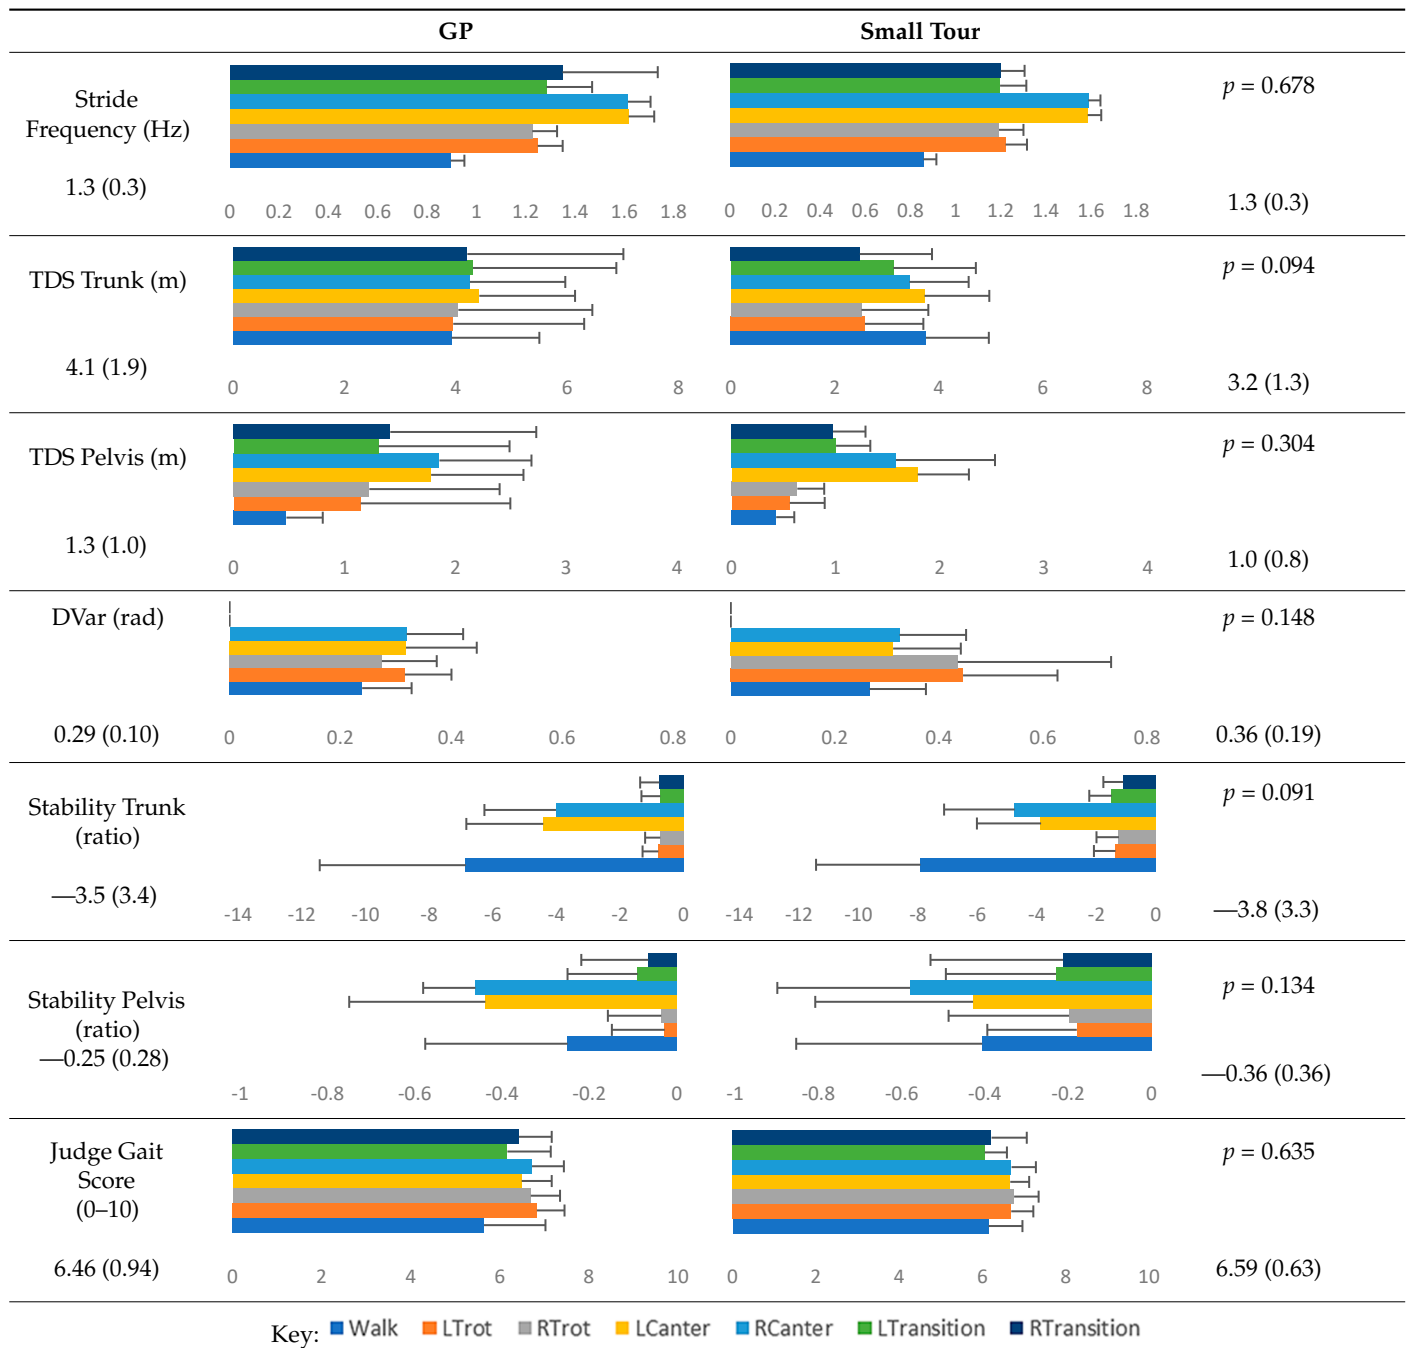 GP Small Tour
Stride
Frequency (Hz)
1.3 (0.3)
0 0.2 0.4 0.6 0.8 1 1.2 1.4 1.6 1.8
0 0.2 0.4 0.6 0.8 1 1.2 1.4 1.6 1.8
p = 0.678
1.3 (0.3)
TDS Trunk (m)
4.1 (1.9)
0 2 4 6 8
0 2 4 6 8
p = 0.094
3.2 (1.3)
TDS Pelvis (m)
1.3 (1.0)
0 1 2 3 4
0 1 2 3 4
p = 0.304
1.0 (0.8)
DVar (rad)
0.29 (0.10)
0 0.2 0.4 0.6 0.8
0 0.2 0.4 0.6 0.8
p = 0.148
0.36 (0.19)
Stability Trunk
(ratio)
—3.5 (3.4)
-14 -12 -10 -8 -6 -4 -2 0
-14 -12 -10 -8 -6 -4 -2 0
p = 0.091
—3.8 (3.3)
Stability Pelvis
(ratio)
—0.25 (0.28)
-1 -0.8 -0.6 -0.4 -0.2 0
-1 -0.8 -0.6 -0.4 -0.2 0
p = 0.134
—0.36 (0.36)
Judge Gait
Score
(0–10)
6.46 (0.94)
0 2 4 6 8 10
0 2 4 6 8 10
p = 0.635
6.59 (0.63)
Key: Walk LTrot RTrot LCanter RCanter LTransition RTransition